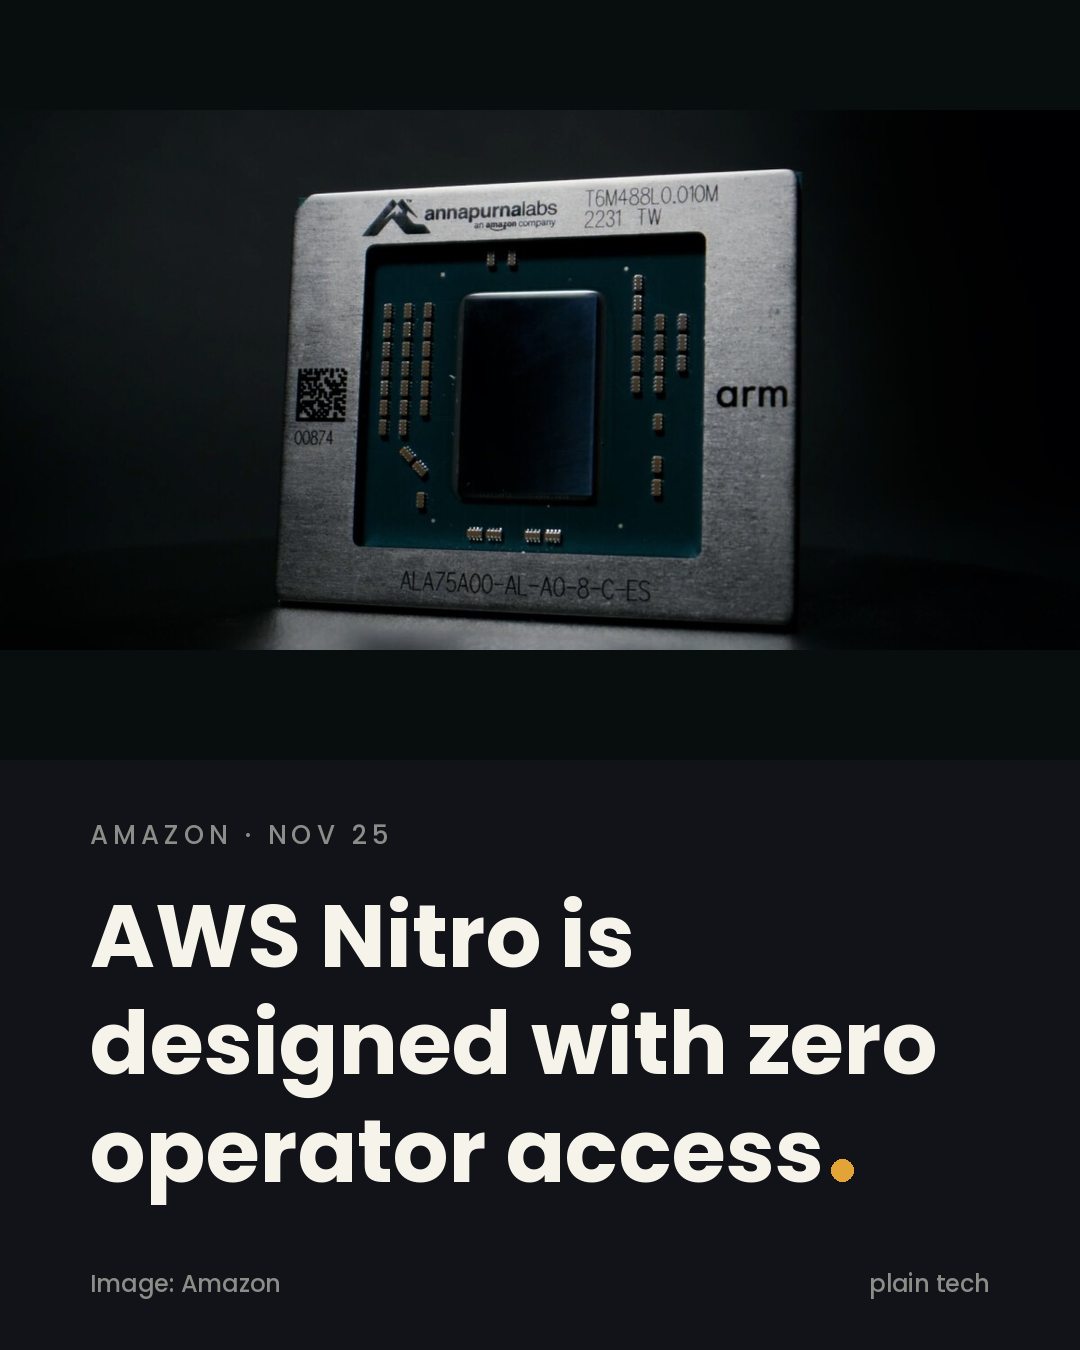 annapurnalabs
an amazon company
T6M488L0.010M
2231 TW
arm
00874
ALA75A00-AL-A0-8-C-ES
AMAZON · NOV 25
AWS Nitro is
designed with zero
operator access.
Image: Amazon
plain tech